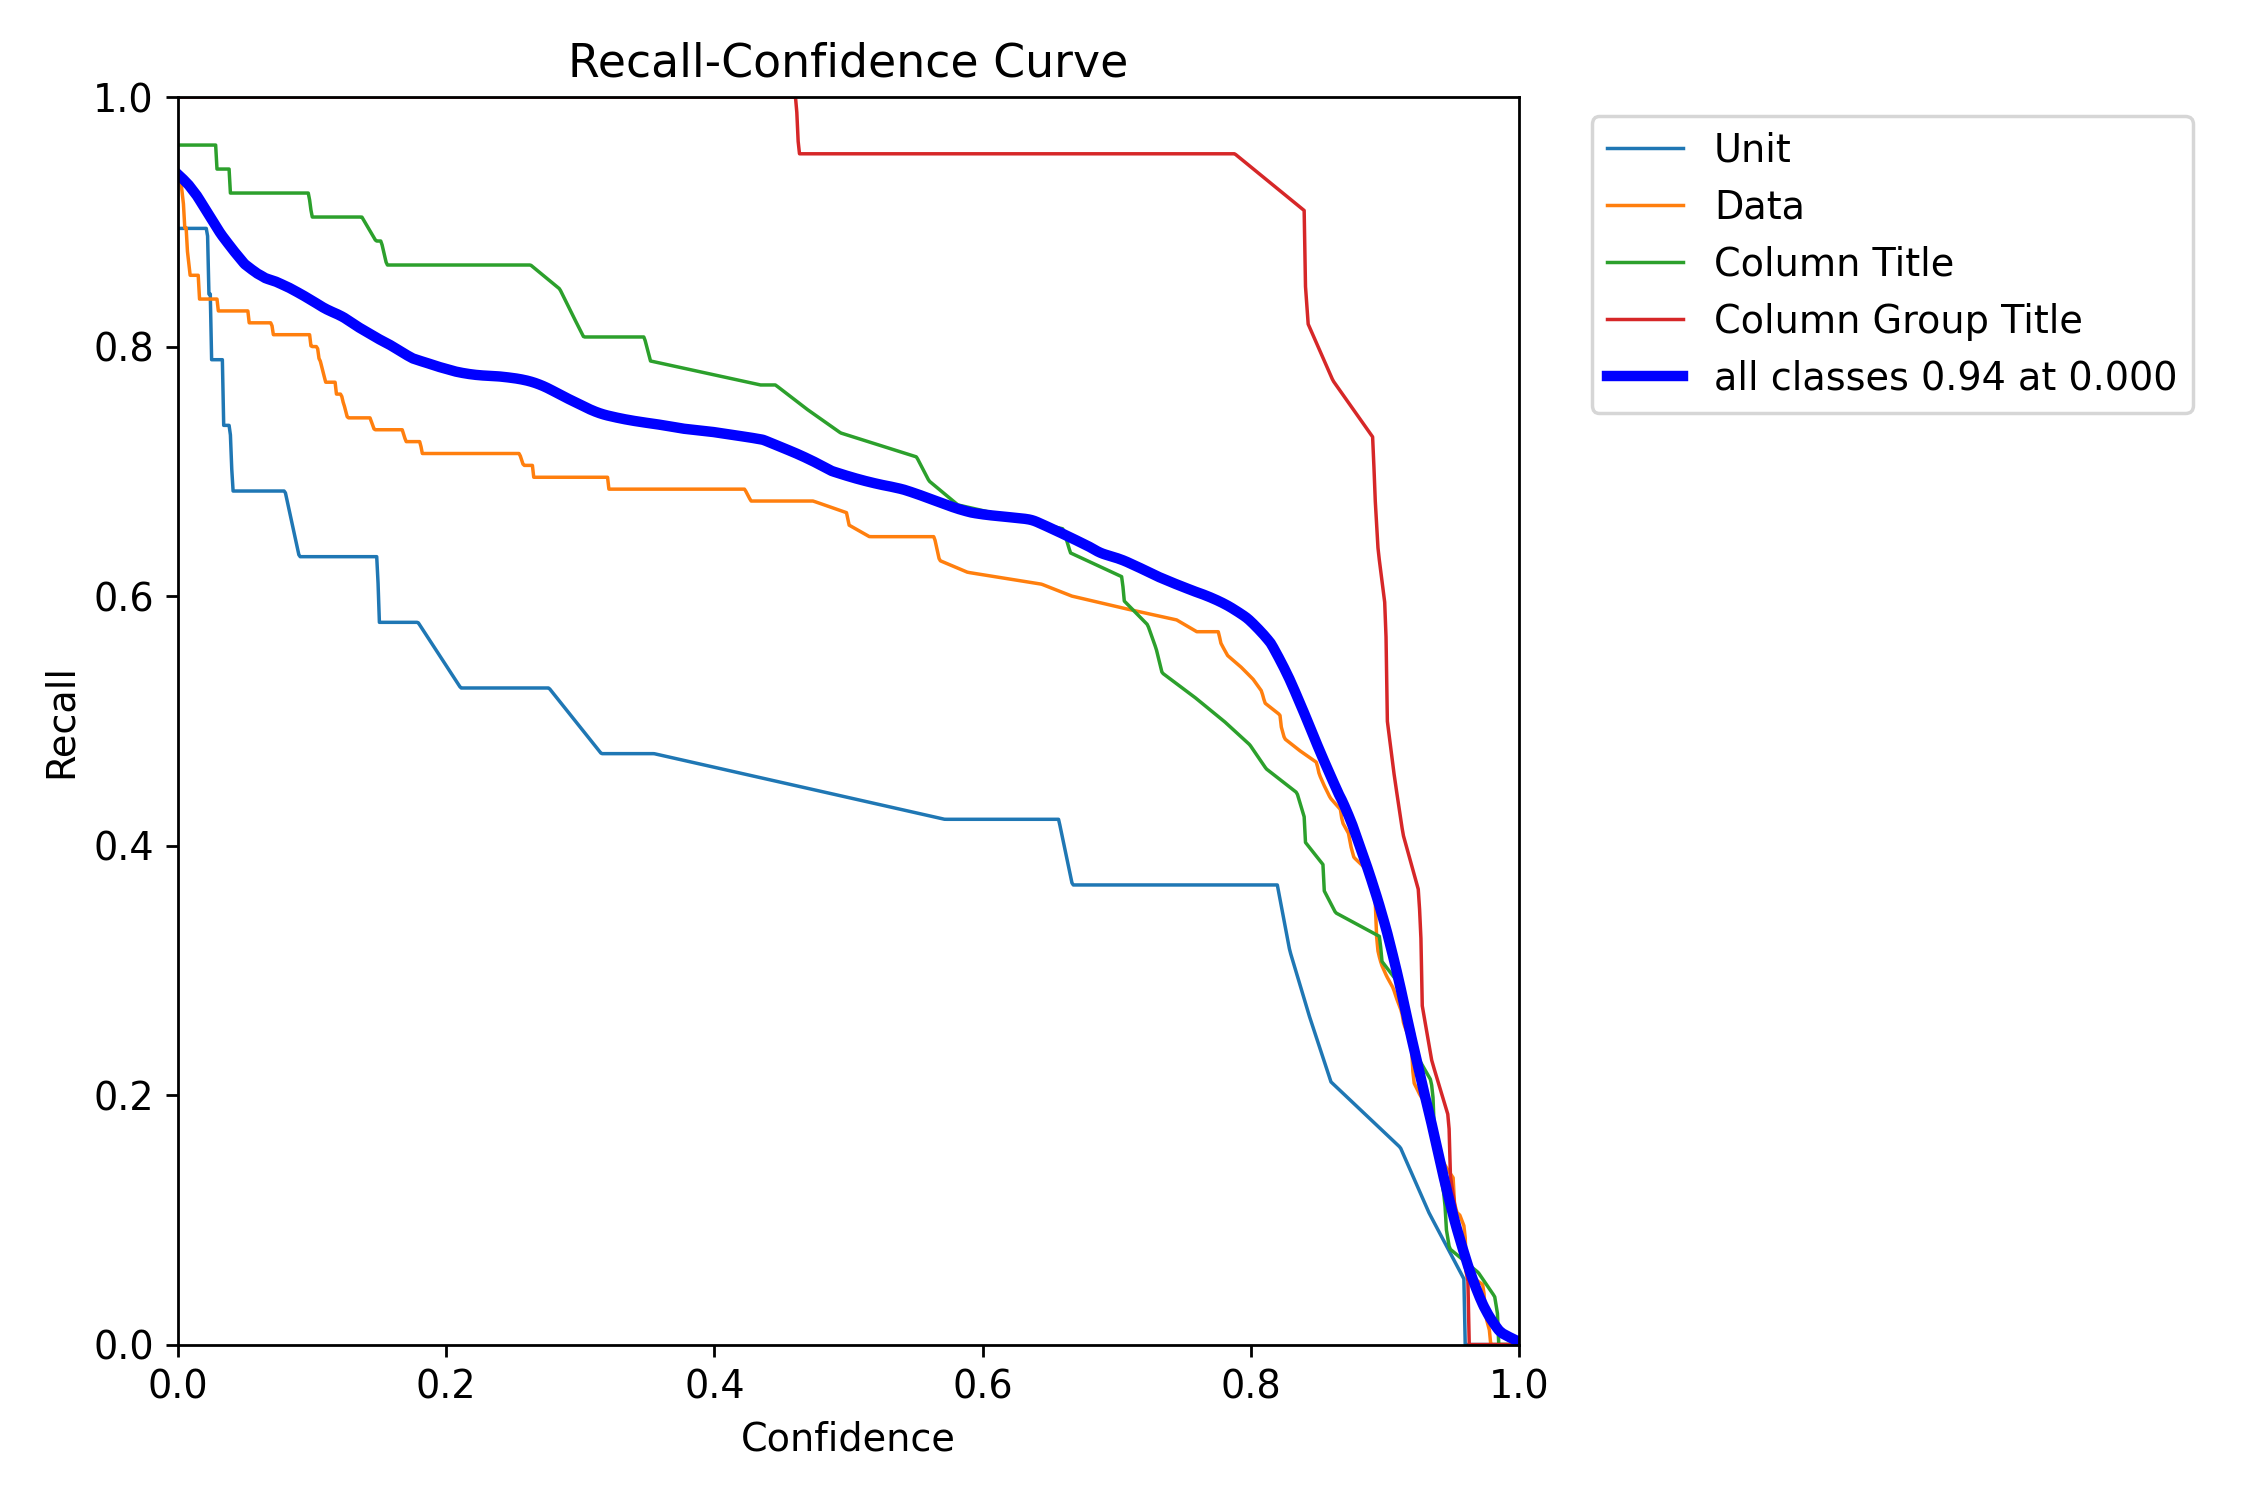 Recall-Confidence Curve
1.0
0.8
0.6
0.4
0.2
0.0
Recall
0.0 0.2 0.4 0.6 0.8 1.0
Confidence
Unit
Data
Column Title
Column Group Title
all classes 0.94 at 0.000